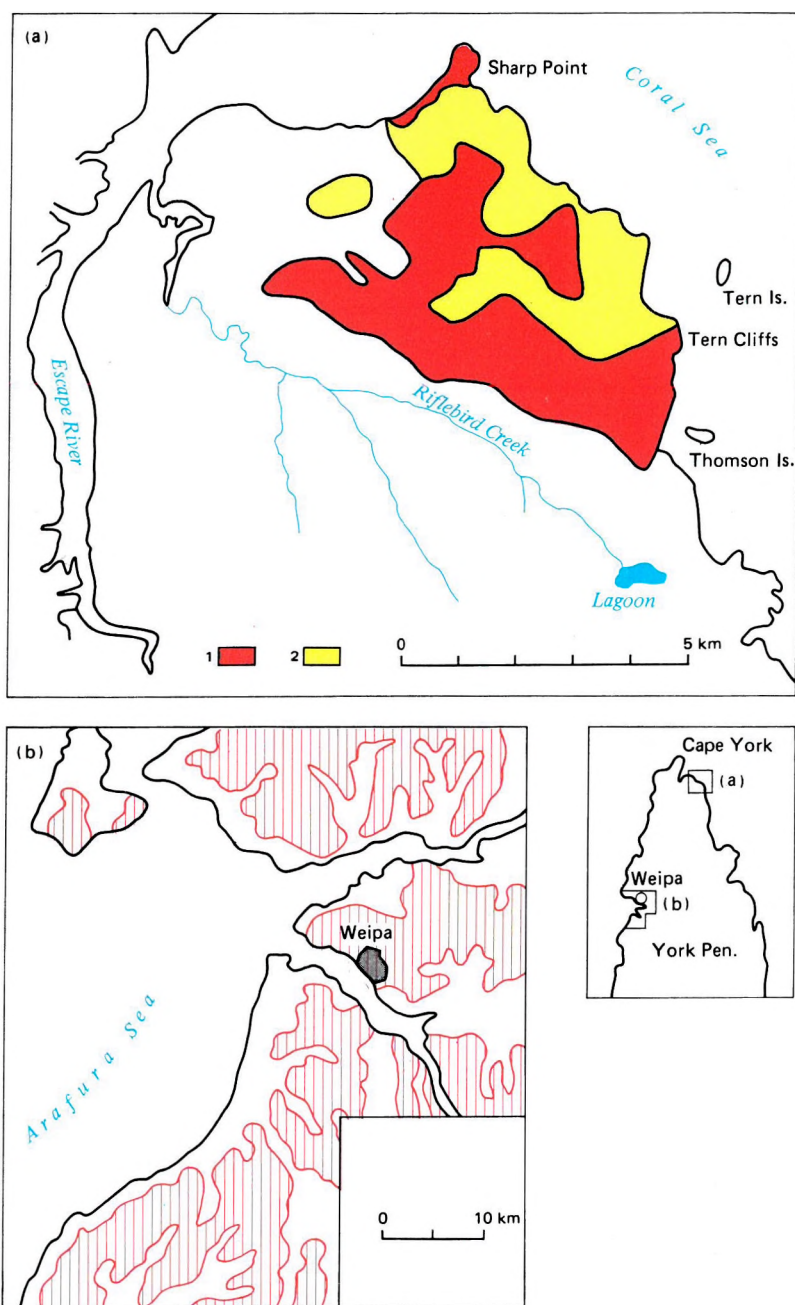 (a)
Sharp Point
Coral Sea
Tern Is.
Tern Cliffs
Escape River
Riflebird Creek
Thomson Is.
Lagoon
1
2
0
5 km
(b)
Weipa
Arafura Sea
0
10 km
Cape York
(a)
Weipa
(b)
York Pen.